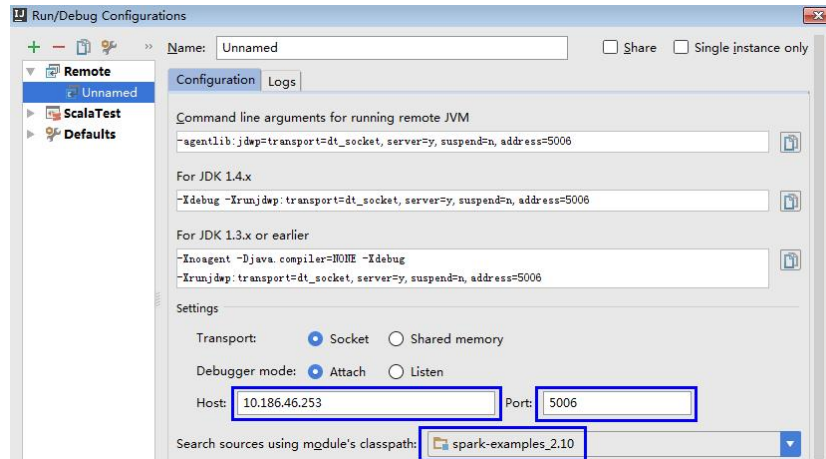 Run/Debug Configurations
Name: Unnamed
Share
Single instance only
Remote
Unnamed
ScalaTest
Defaults
Configuration
Logs
Command line arguments for running remote JVM
-agentlib:jdwp=transport=dt_socket, server=y, suspend=n, address=5006
For JDK 1.4.x
-Xdebug -Xrunjdwp:transport=dt_socket, server=y, suspend=n, address=5006
For JDK 1.3.x or earlier
-Xnoagent -Djava.compiler=NONE -Xdebug
-Xrunjdwp:transport=dt_socket, server=y, suspend=n, address=5006
Settings
Transport: Socket Shared memory
Debugger mode: Attach Listen
Host: 10.186.46.253 Port: 5006
Search sources using module's classpath: spark-examples_2.10